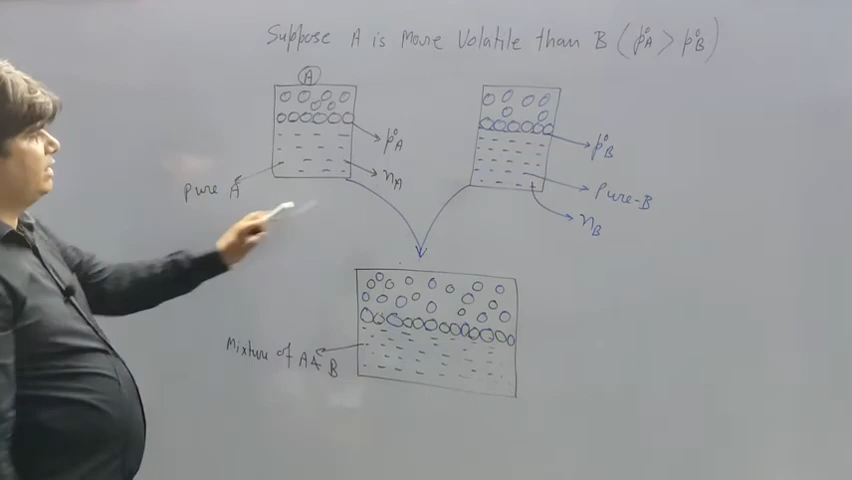 Suppose A is More Volatile than B (p°A > p°B)
A
p°A
nA
Pure A
p°B
Pure-B
nB
Mixture of A & B